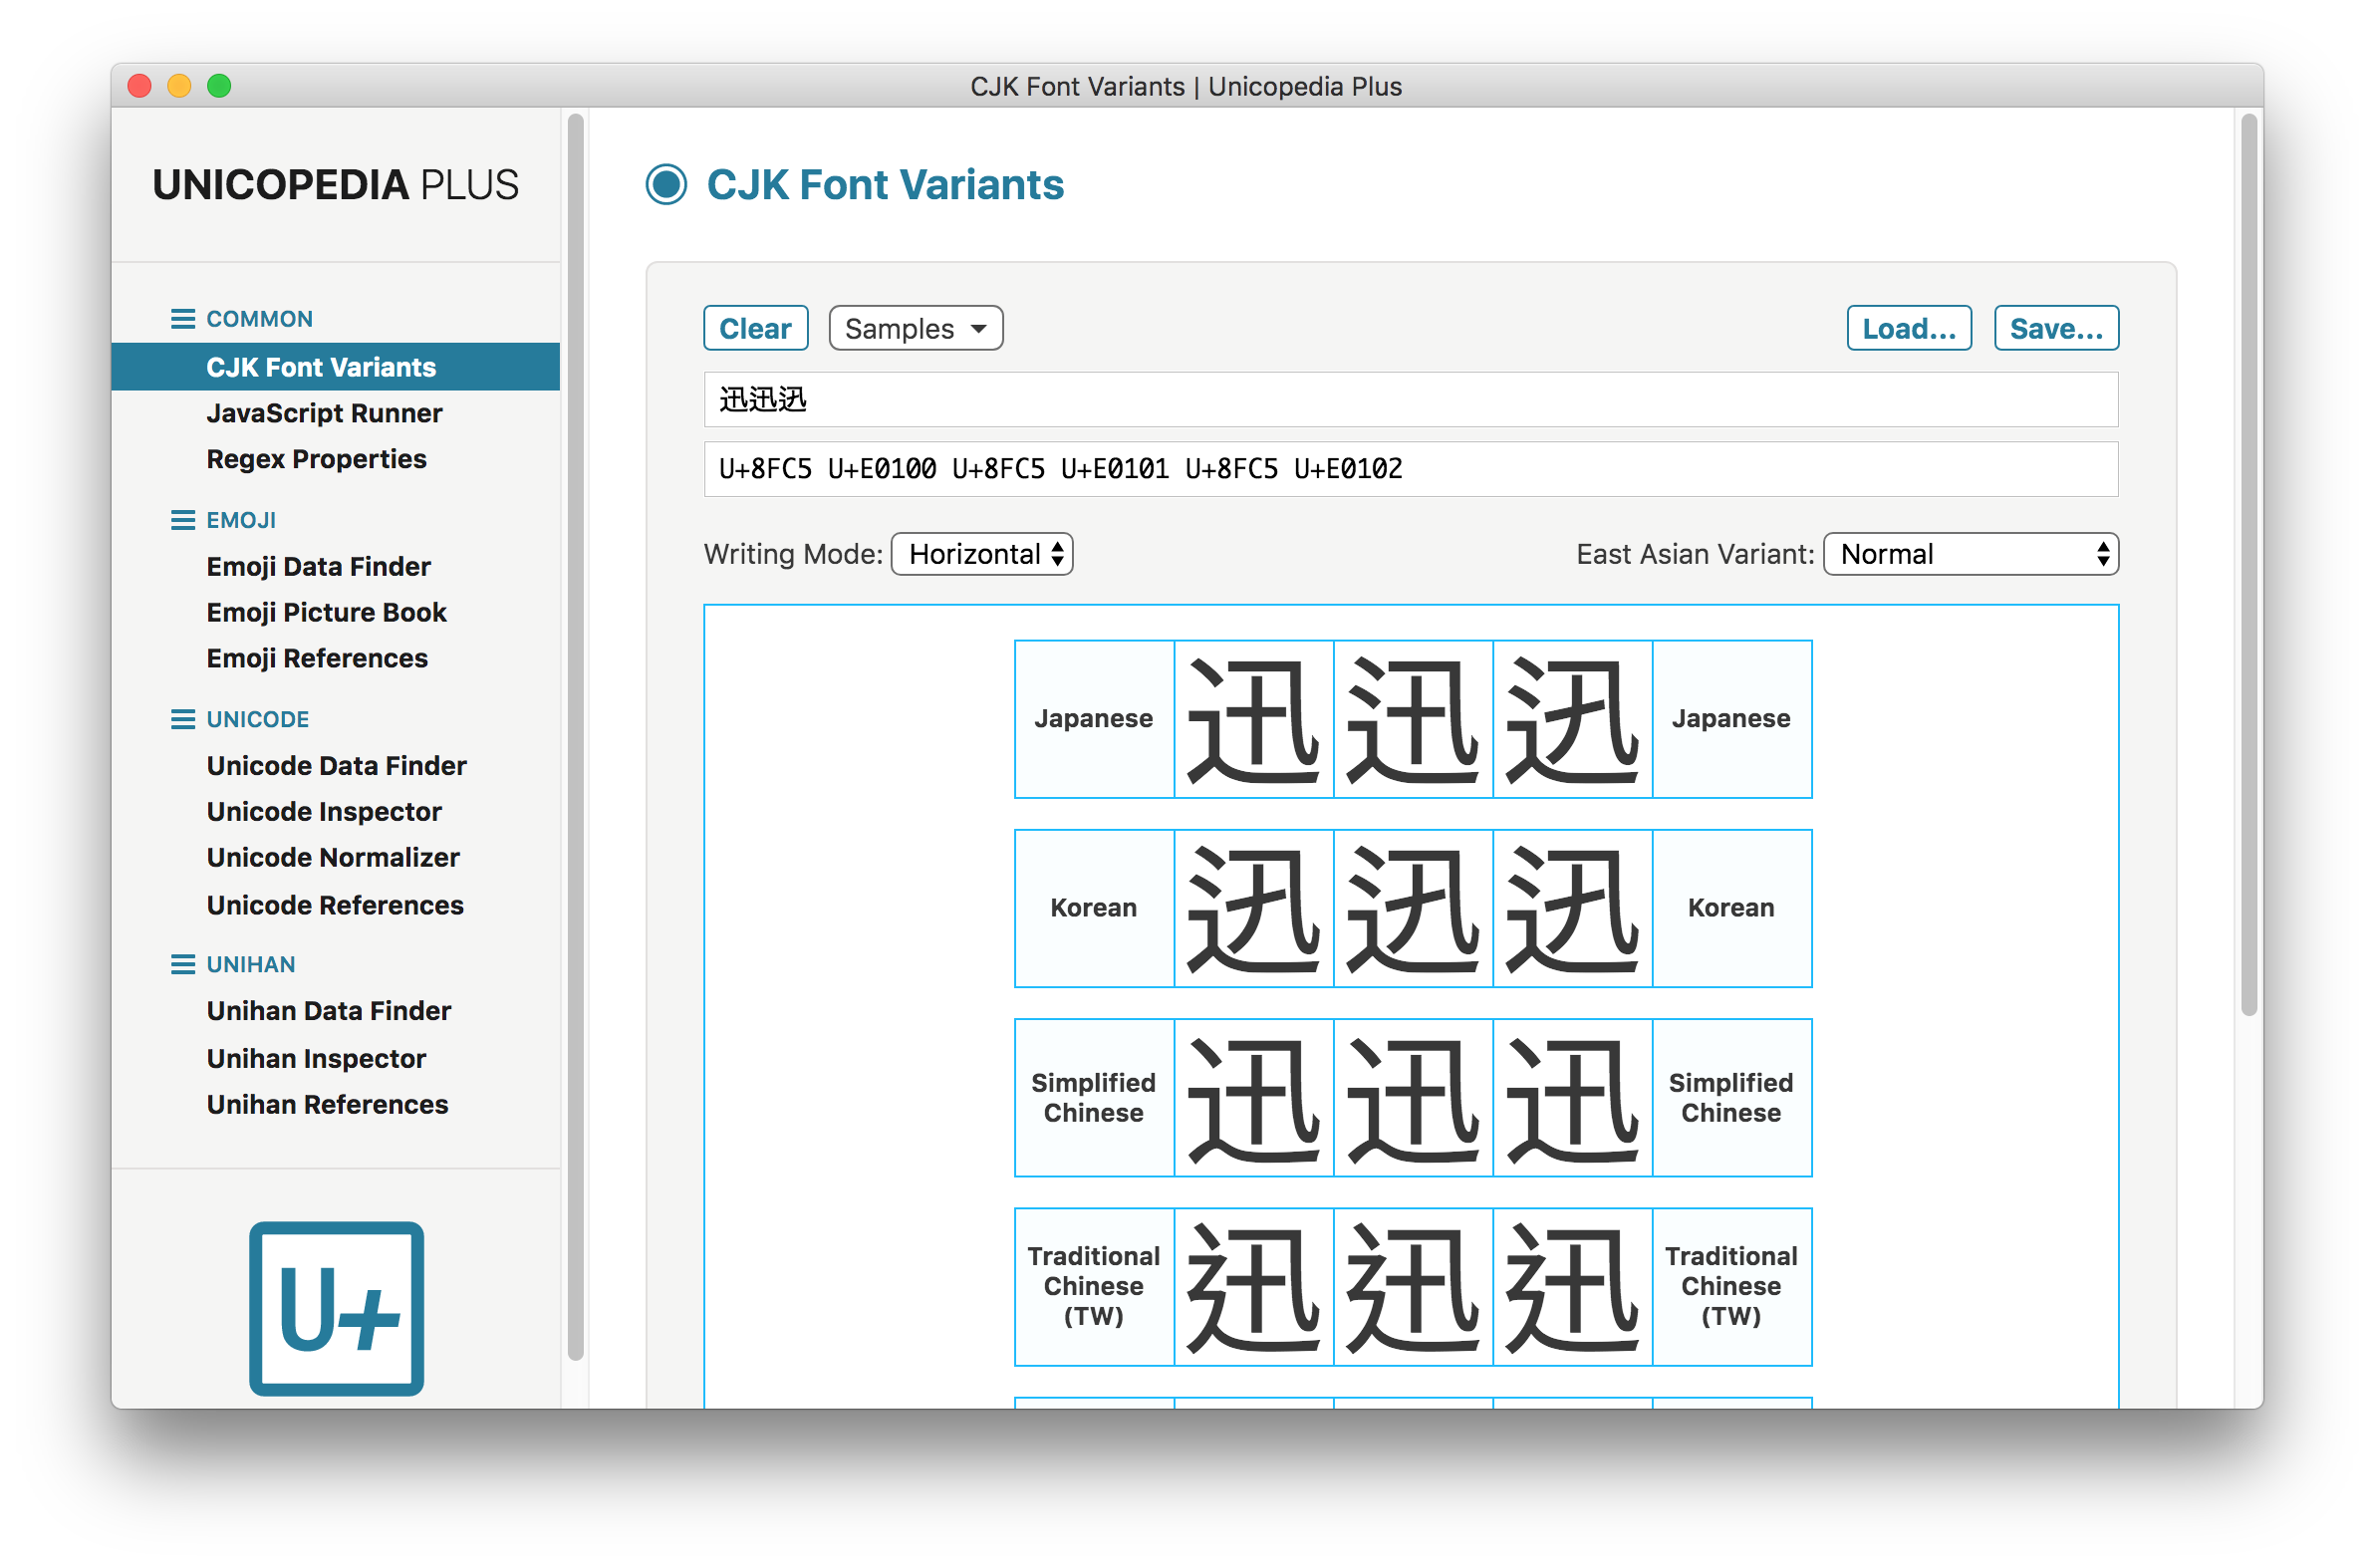 CJK Font Variants | Unicopedia Plus
UNICOPEDIA PLUS
COMMON
CJK Font Variants
JavaScript Runner
Regex Properties
EMOJI
Emoji Data Finder
Emoji Picture Book
Emoji References
UNICODE
Unicode Data Finder
Unicode Inspector
Unicode Normalizer
Unicode References
UNIHAN
Unihan Data Finder
Unihan Inspector
Unihan References
U+
CJK Font Variants
Clear Samples Load... Save...
迅󠄀迅󠄁迅󠄂
U+8FC5 U+E0100 U+8FC5 U+E0101 U+8FC5 U+E0102
Writing Mode: Horizontal East Asian Variant: Normal
Japanese 迅󠄀 迅󠄁 迅󠄂 Japanese
Korean 迅 迅 迅 Korean
Simplified Chinese 迅 迅 迅 Simplified Chinese
Traditional Chinese (TW) 迅 迅 迅 Traditional Chinese (TW)